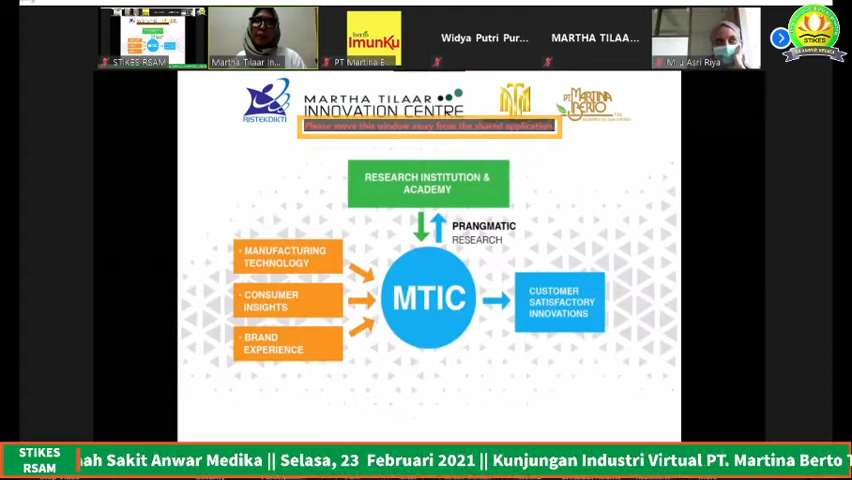 berto
ImunKu
Widya Putri Pur...
MARTHA TILAA...
STIKES RSAM
Martha Tilaar In...
PT Martina B...
Mifu Asri Riya
STIKES
RISTEKDIKTI
MARTHA TILAAR
INNOVATION CENTRE
PT.
MARTINA
BERTO
Please move this window away from the shared application
RESEARCH INSTITUTION &
ACADEMY
PRANGMATIC
RESEARCH
• MANUFACTURING
TECHNOLOGY
• CONSUMER
INSIGHTS
• BRAND
EXPERIENCE
MTIC
CUSTOMER
SATISFACTORY
INNOVATIONS
STIKES
RSAM
nah Sakit Anwar Medika || Selasa, 23 Februari 2021 || Kunjungan Industri Virtual PT. Martina Berto T